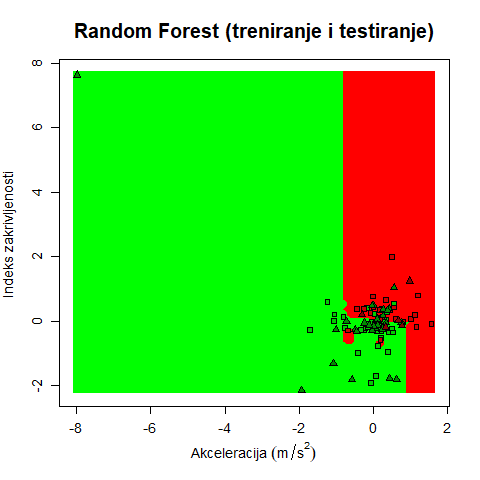 Random Forest (treniranje i testiranje)
Indeks zakrivljenosti
8
6
4
2
0
-2
-8 -6 -4 -2 0 2
Akceleracija (m/s²)